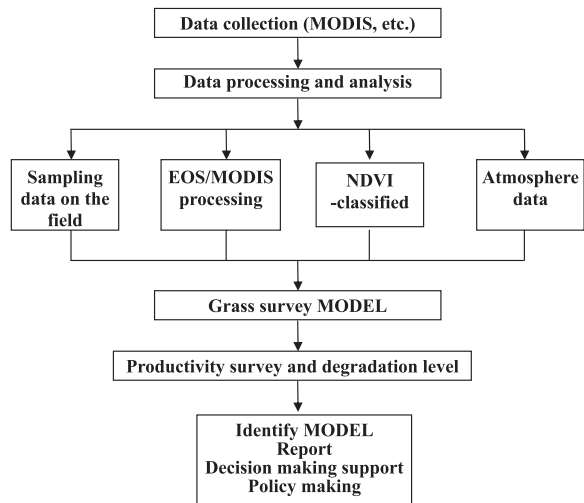 Data collection (MODIS, etc.)
Data processing and analysis
Sampling
data on the
field
EOS/MODIS
processing
NDVI
-classified
Atmosphere
data
Grass survey MODEL
Productivity survey and degradation level
Identify MODEL
Report
Decision making support
Policy making